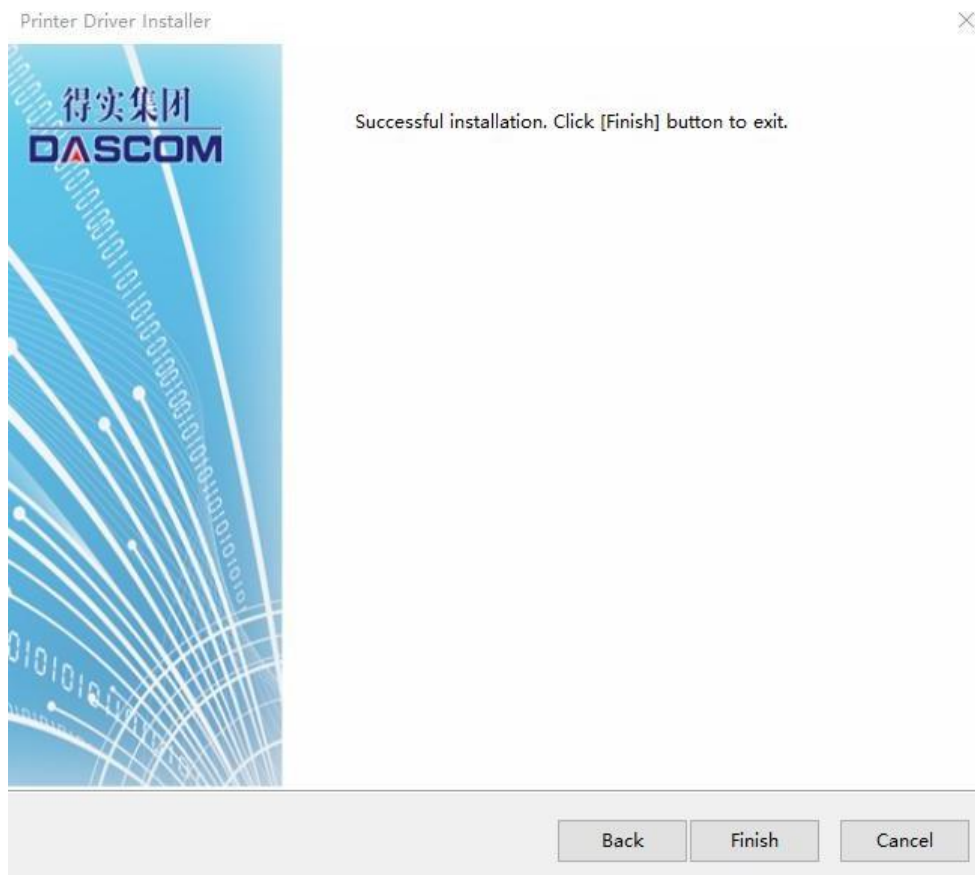 Printer Driver Installer
得实集团
DASCOM
Successful installation. Click [Finish] button to exit.
Back
Finish
Cancel